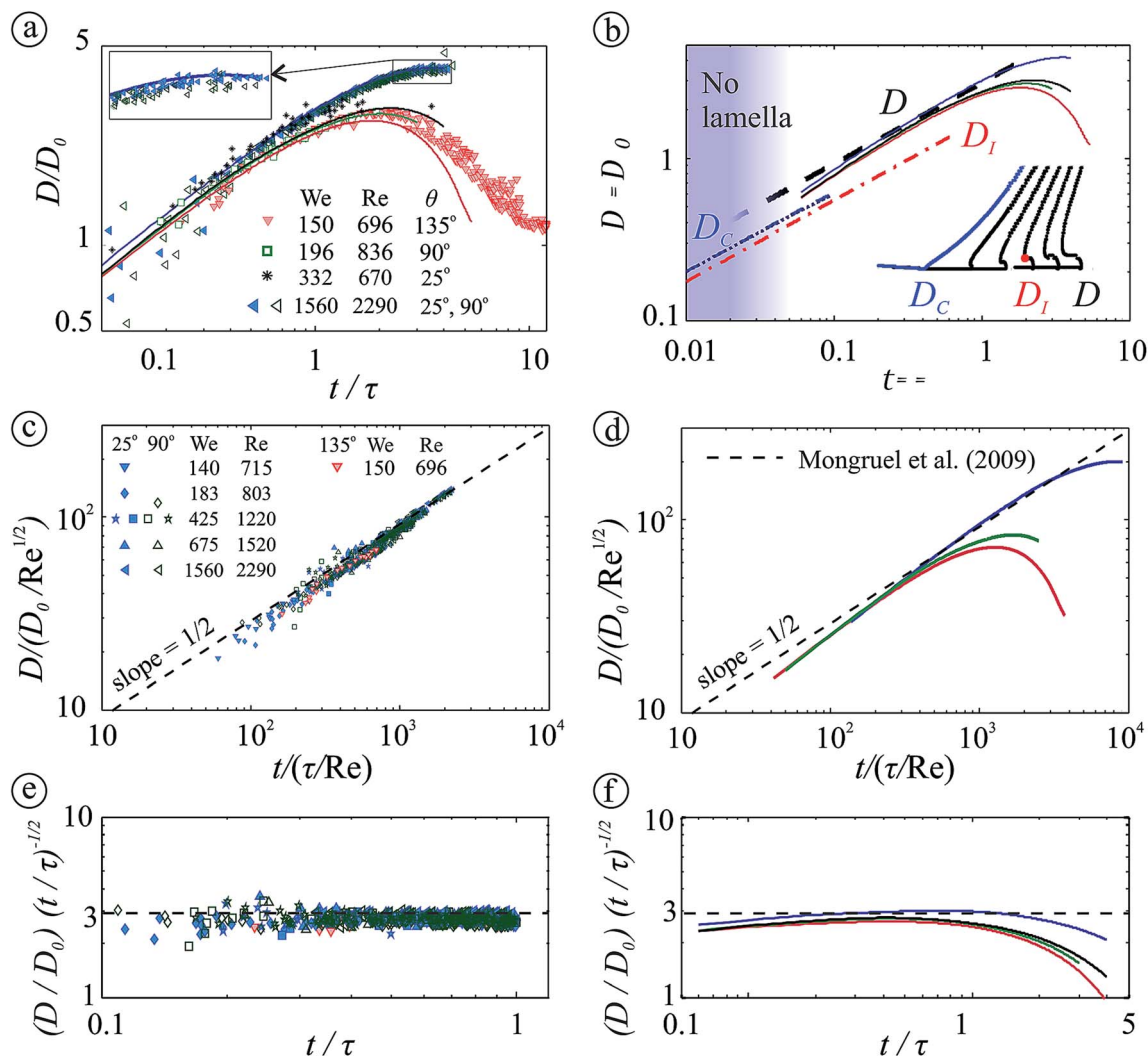 a
5
1
0.5
D/D0
0.1 1 10
t / τ
We Re θ
150 696 135°
196 836 90°
332 670 25°
1560 2290 25°, 90°
b
No
lamella
D
DI
DC
DC DI D
D = = D0
1
0.1
0.01 0.1 1 10
t = =
c
25° 90° We Re 135° We Re
140 715 150 696
183 803
425 1220
675 1520
1560 2290
slope = 1/2
D/(D0 /Re1/2)
10²
10
10 10² 10³ 10⁴
t/(τ/Re)
d
Mongruel et al. (2009)
slope = 1/2
D/(D0 /Re1/2)
10²
10
10 10² 10³ 10⁴
t/(τ/Re)
e
10
3
1
(D / D0) (t / τ)-1/2
0.1 1
t / τ
f
10
3
1
(D / D0) (t / τ)-1/2
0.1 1 5
t / τ